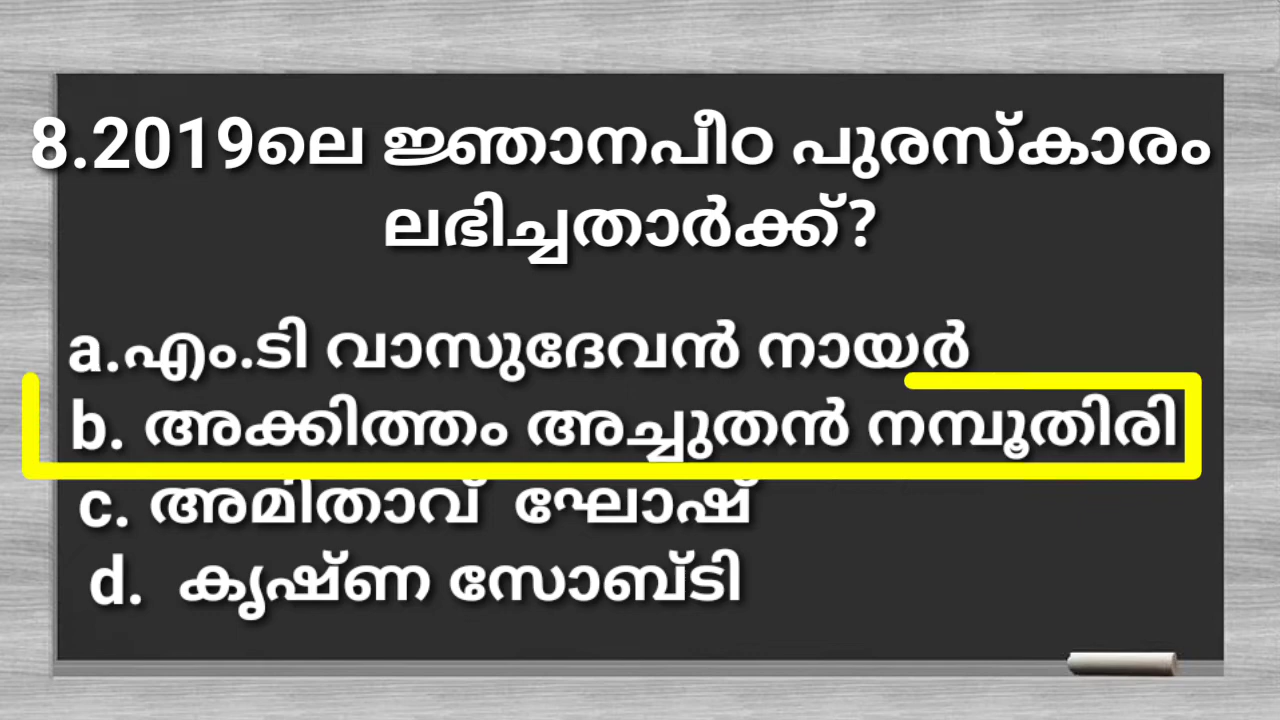 8.2019ലെ ജ്ഞാനപീഠ പുരസ്കാരം
ലഭിച്ചതാർക്ക്?
a.എം.ടി വാസുദേവൻ നായർ
b. അക്കിത്തം അച്ചുതൻ നമ്പൂതിരി
c. അമിതാവ് ഘോഷ്
d. കൃഷ്ണ സോബ്ടി